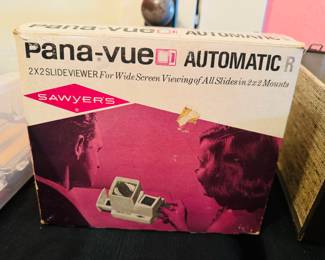 pana-vue AUTOMATIC R
2X2 SLIDE VIEWER For Wide Screen Viewing of All Slides in 2x2 Mounts
SAWYER'S